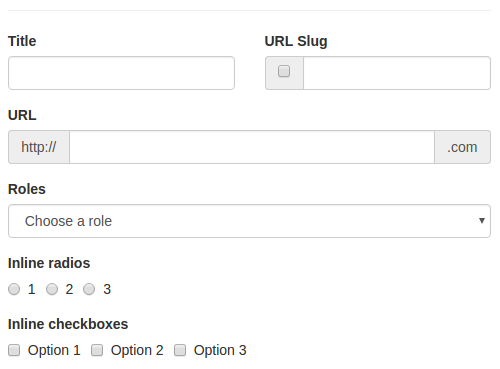 Title URL Slug
URL
http:// .com
Roles
Choose a role
Inline radios
1 2 3
Inline checkboxes
Option 1 Option 2 Option 3